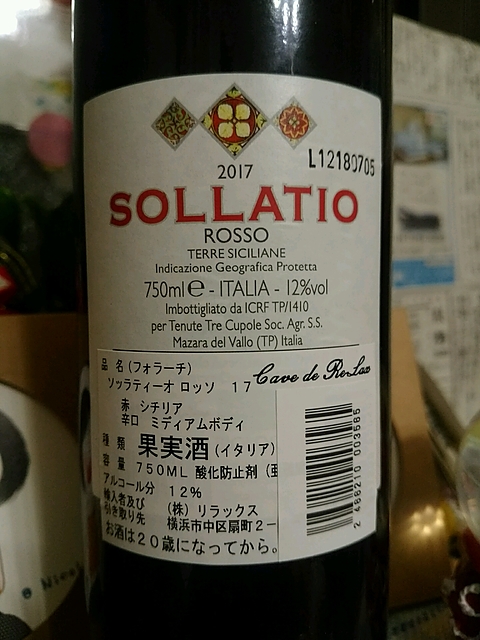 2017
L12180705
SOLLATIO
ROSSO
TERRE SICILIANE
Indicazione Geografica Protetta
750ml e - ITALIA - 12%vol
Imbottigliato da ICRF TP/1410
per Tenute Tre Cupole Soc. Agr. S.S.
Mazara del Vallo (TP) Italia
品 名 (フォラーチ)
ソッラティーオ ロッソ 17
Cave de ReLax
赤 シチリア
辛口 ミディアムボディ
種 類 果実酒 (イタリア)
容 量 750ML 酸化防止剤 (亜
アルコール分 12%
輸入者及び (株) リラックス
引き取り先 横浜市中区扇町2-
お酒は20歳になってから。